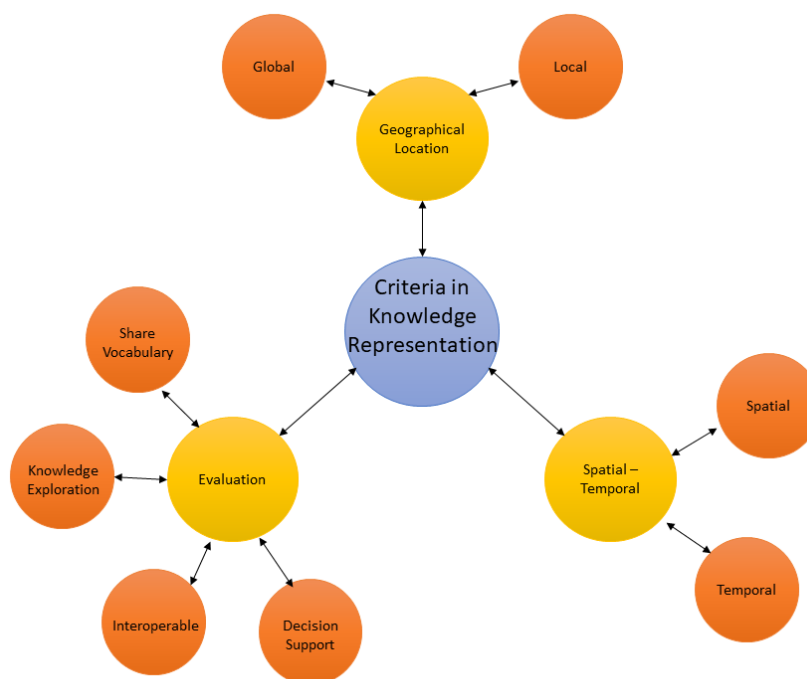 Global
Local
Geographical
Location
Criteria in
Knowledge
Representation
Share
Vocabulary
Knowledge
Exploration
Evaluation
Interoperable
Decision
Support
Spatial –
Temporal
Spatial
Temporal